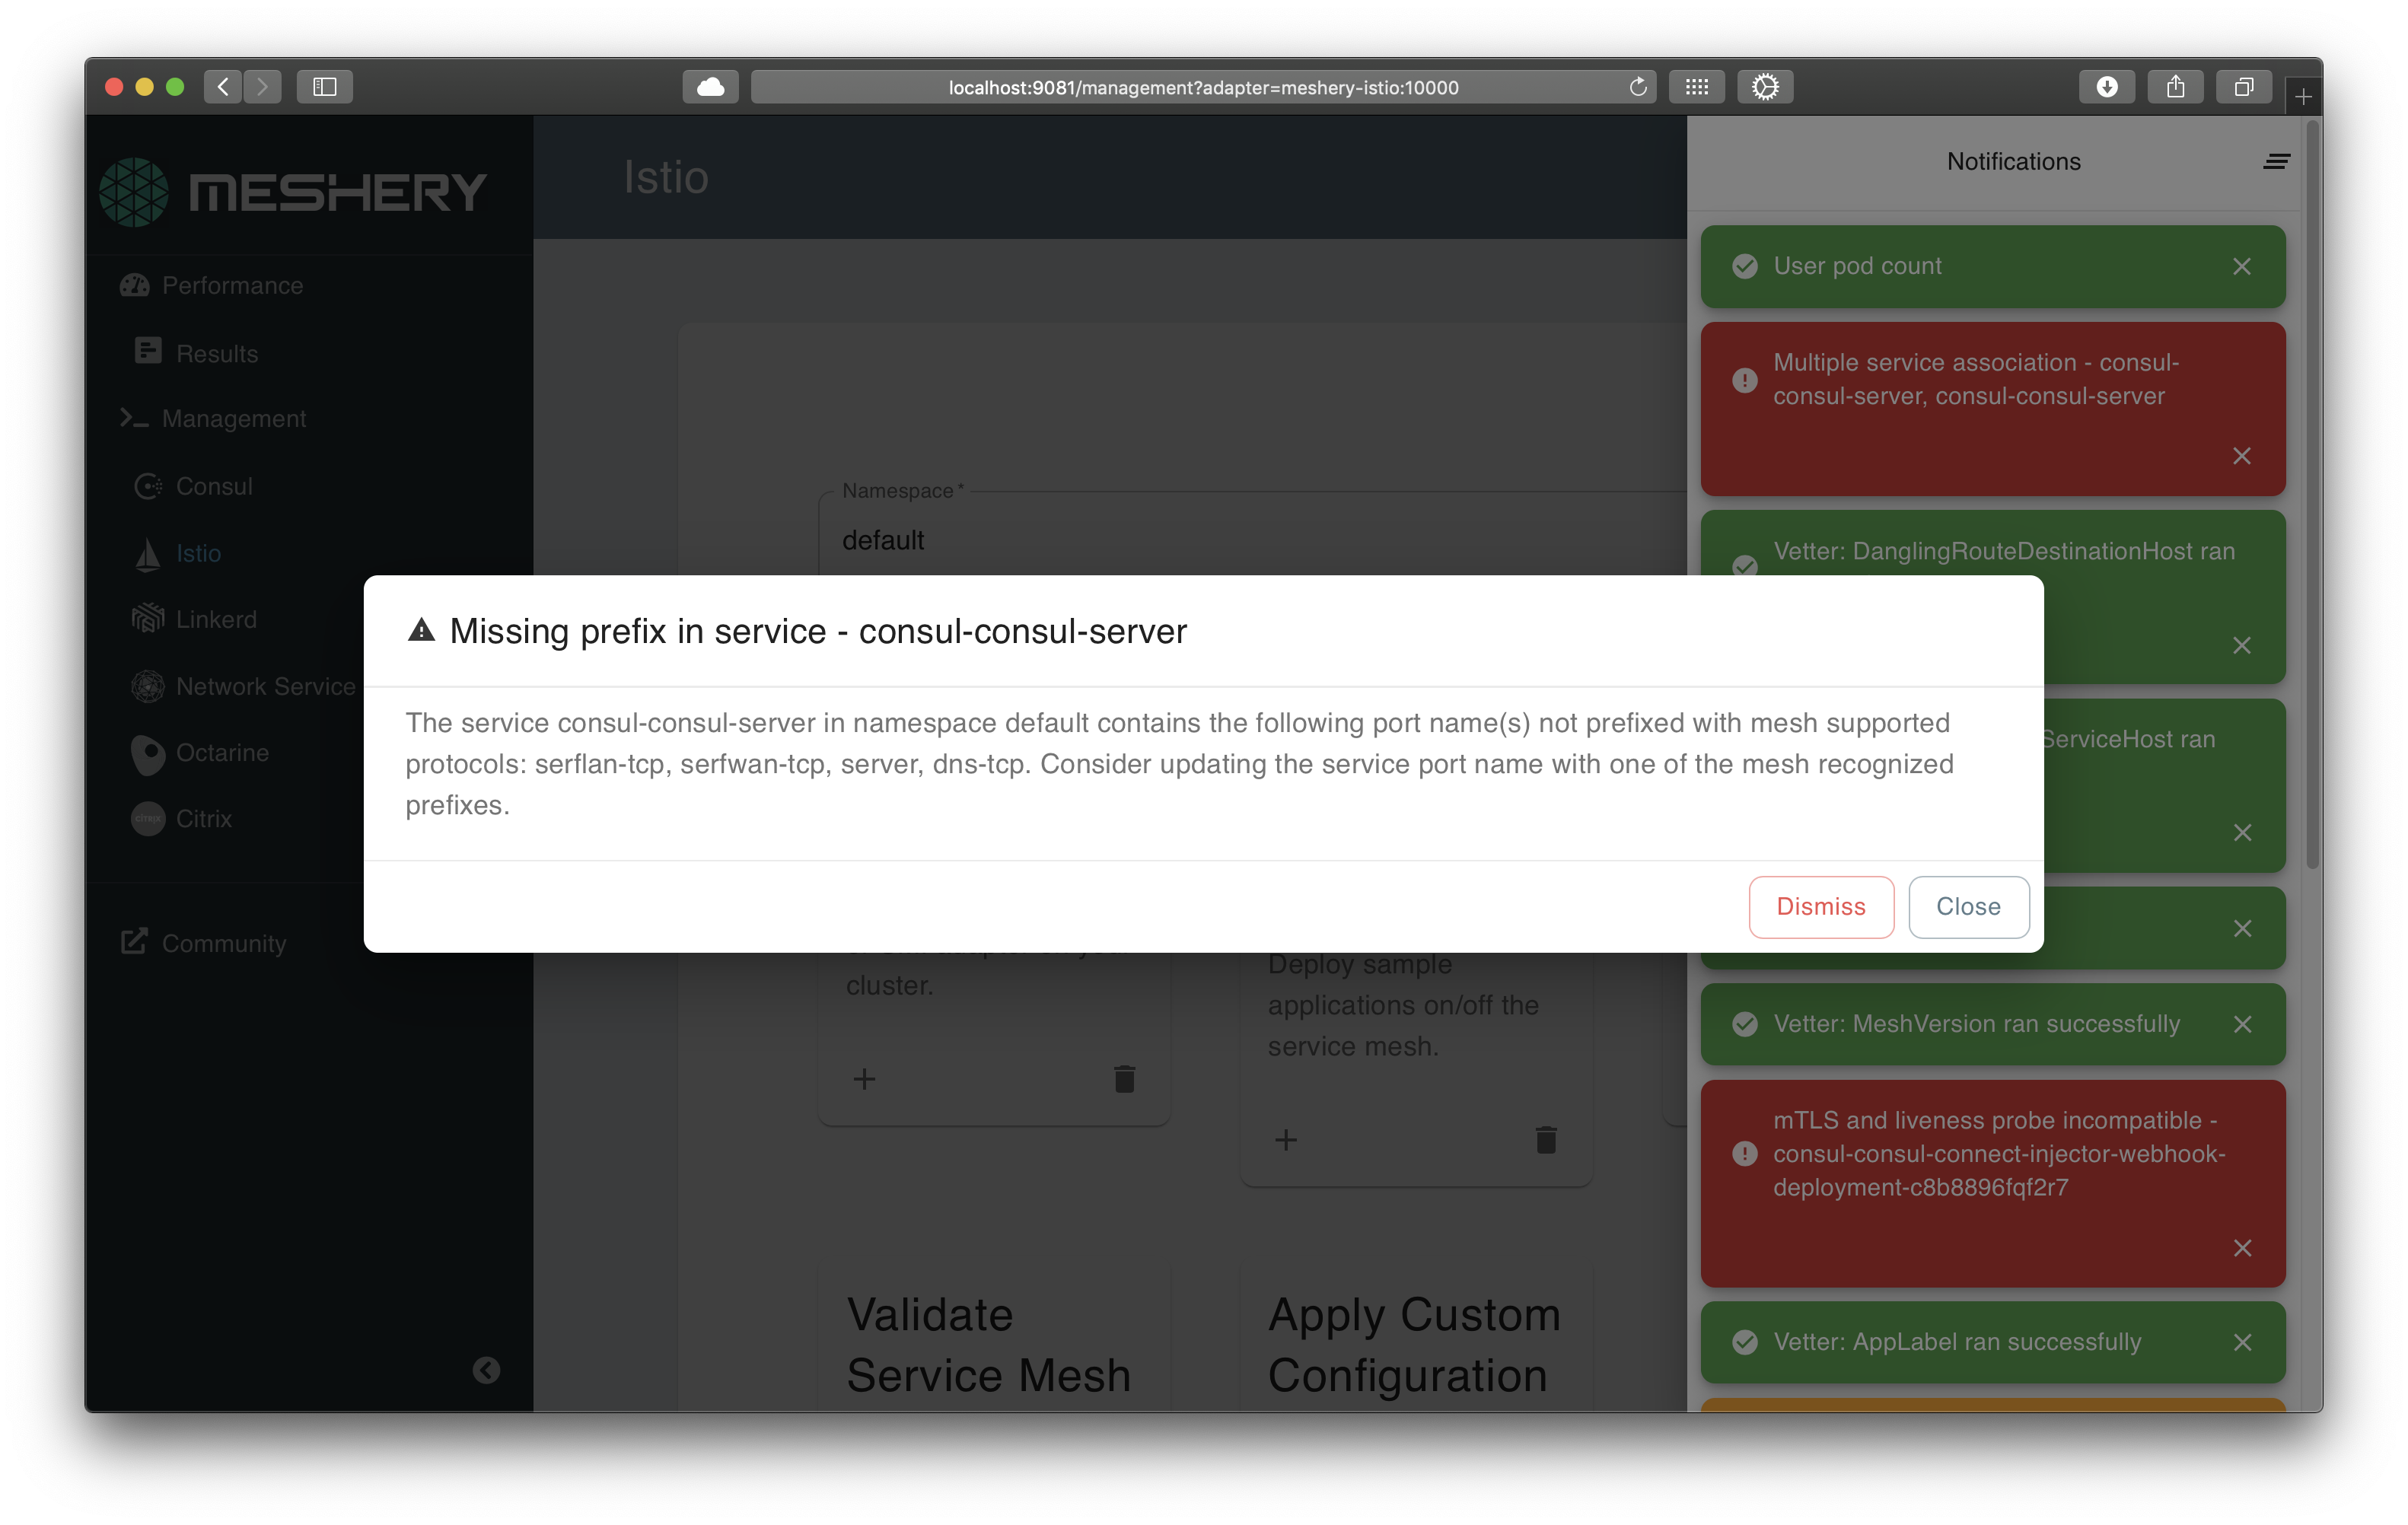 localhost:9081/management?adapter=meshery-istio:10000
MESHERY
Performance
Results
Management
Consul
Istio
Linkerd
Network Service
Octarine
Citrix
Community
Istio
Namespace *
default
cluster.
Deploy sample
applications on/off the
service mesh.
Validate
Service Mesh
Apply Custom
Configuration
Missing prefix in service - consul-consul-server
The service consul-consul-server in namespace default contains the following port name(s) not prefixed with mesh supported
protocols: serflan-tcp, serfwan-tcp, server, dns-tcp. Consider updating the service port name with one of the mesh recognized
prefixes.
Dismiss
Close
Notifications
User pod count
Multiple service association - consul-
consul-server, consul-consul-server
Vetter: DanglingRouteDestinationHost ran
ServiceHost ran
Vetter: MeshVersion ran successfully
mTLS and liveness probe incompatible -
consul-consul-connect-injector-webhook-
deployment-c8b8896fqf2r7
Vetter: AppLabel ran successfully